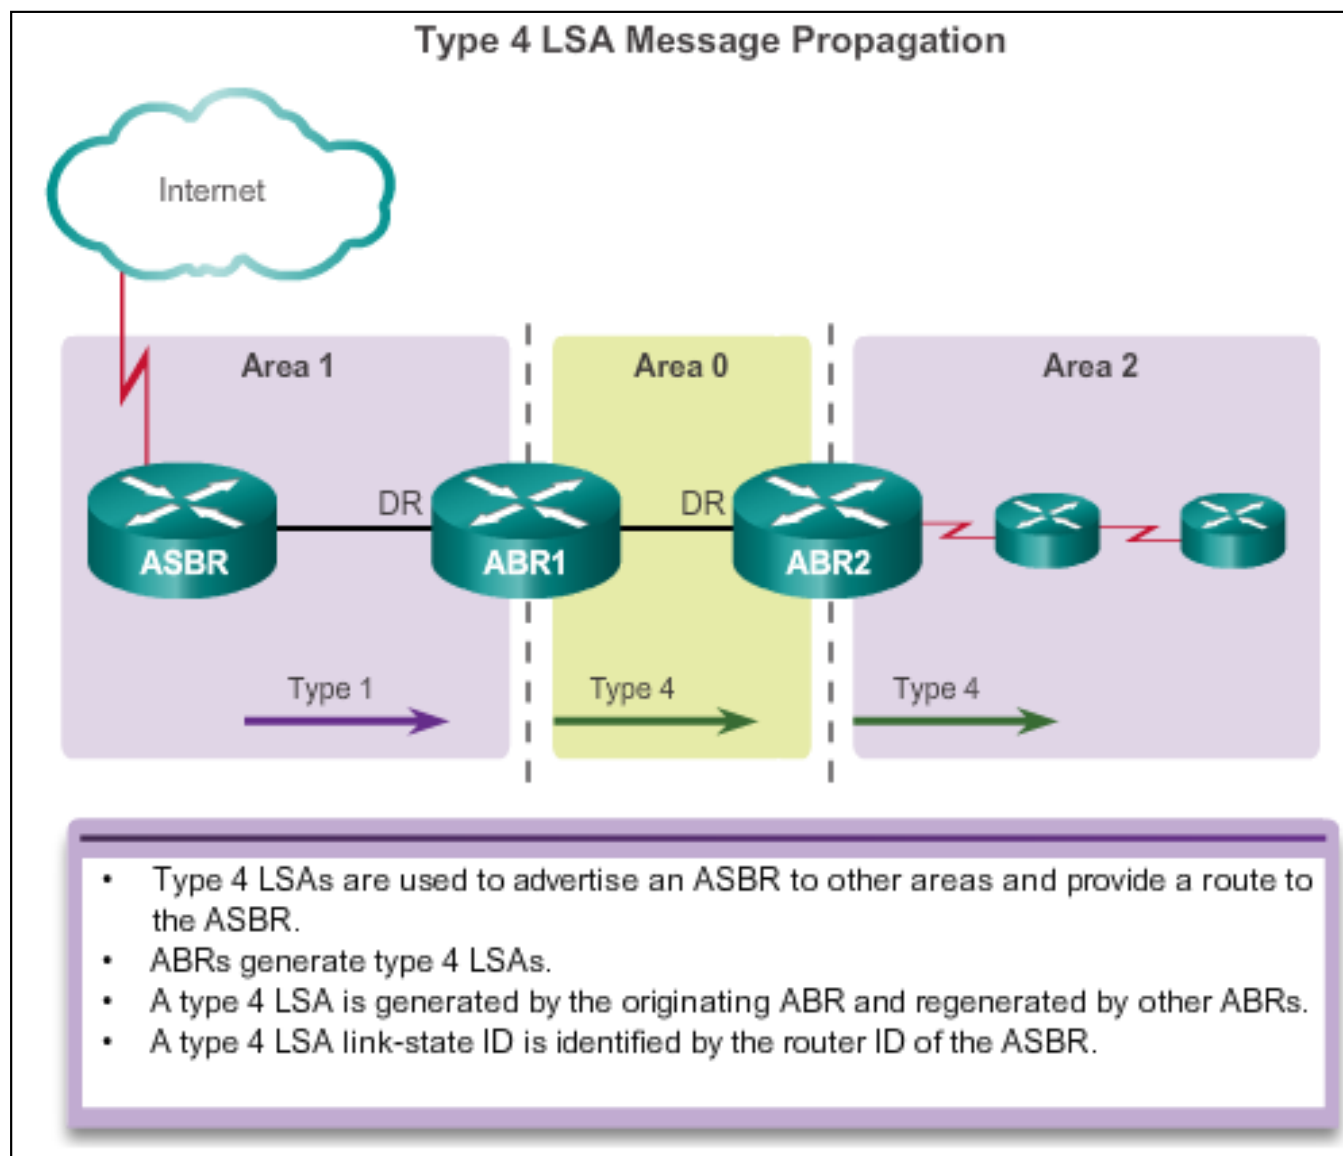 Type 4 LSA Message Propagation
Internet
Area 1
Area 0
Area 2
DR
DR
ASBR
ABR1
ABR2
Type 1
Type 4
Type 4
• Type 4 LSAs are used to advertise an ASBR to other areas and provide a route to
the ASBR.
• ABRs generate type 4 LSAs.
• A type 4 LSA is generated by the originating ABR and regenerated by other ABRs.
• A type 4 LSA link-state ID is identified by the router ID of the ASBR.